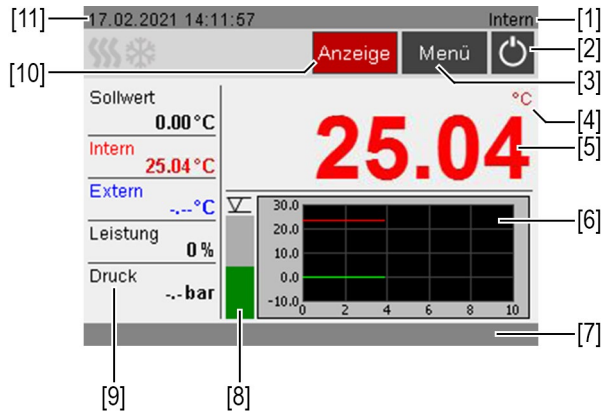 [11] 17.02.2021 14:11:57 Intern [1]
[10] Anzeige Menü [2]
[3]
Sollwert
0.00 °C
Intern
25.04 °C
Extern
-.--°C
Leistung
0 %
Druck
-.- bar
°C [4]
25.04 [5]
30.0
20.0
10.0
0.0
-10.0
0 2 4 6 8 10
[6]
[7]
[9] [8]